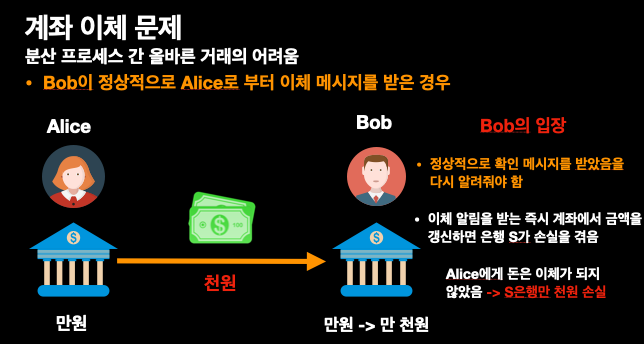 계좌 이체 문제
분산 프로세스 간 올바른 거래의 어려움
• Bob이 정상적으로 Alice로 부터 이체 메시지를 받은 경우
Alice
Bob
Bob의 입장
• 정상적으로 확인 메시지를 받았음을
다시 알려줘야 함
• 이체 알림을 받는 즉시 계좌에서 금액을
갱신하면 은행 S가 손실을 겪음
100
천원
Alice에게 돈은 이체가 되지
않았음 -> S은행만 천원 손실
만원
만원 -> 만 천원